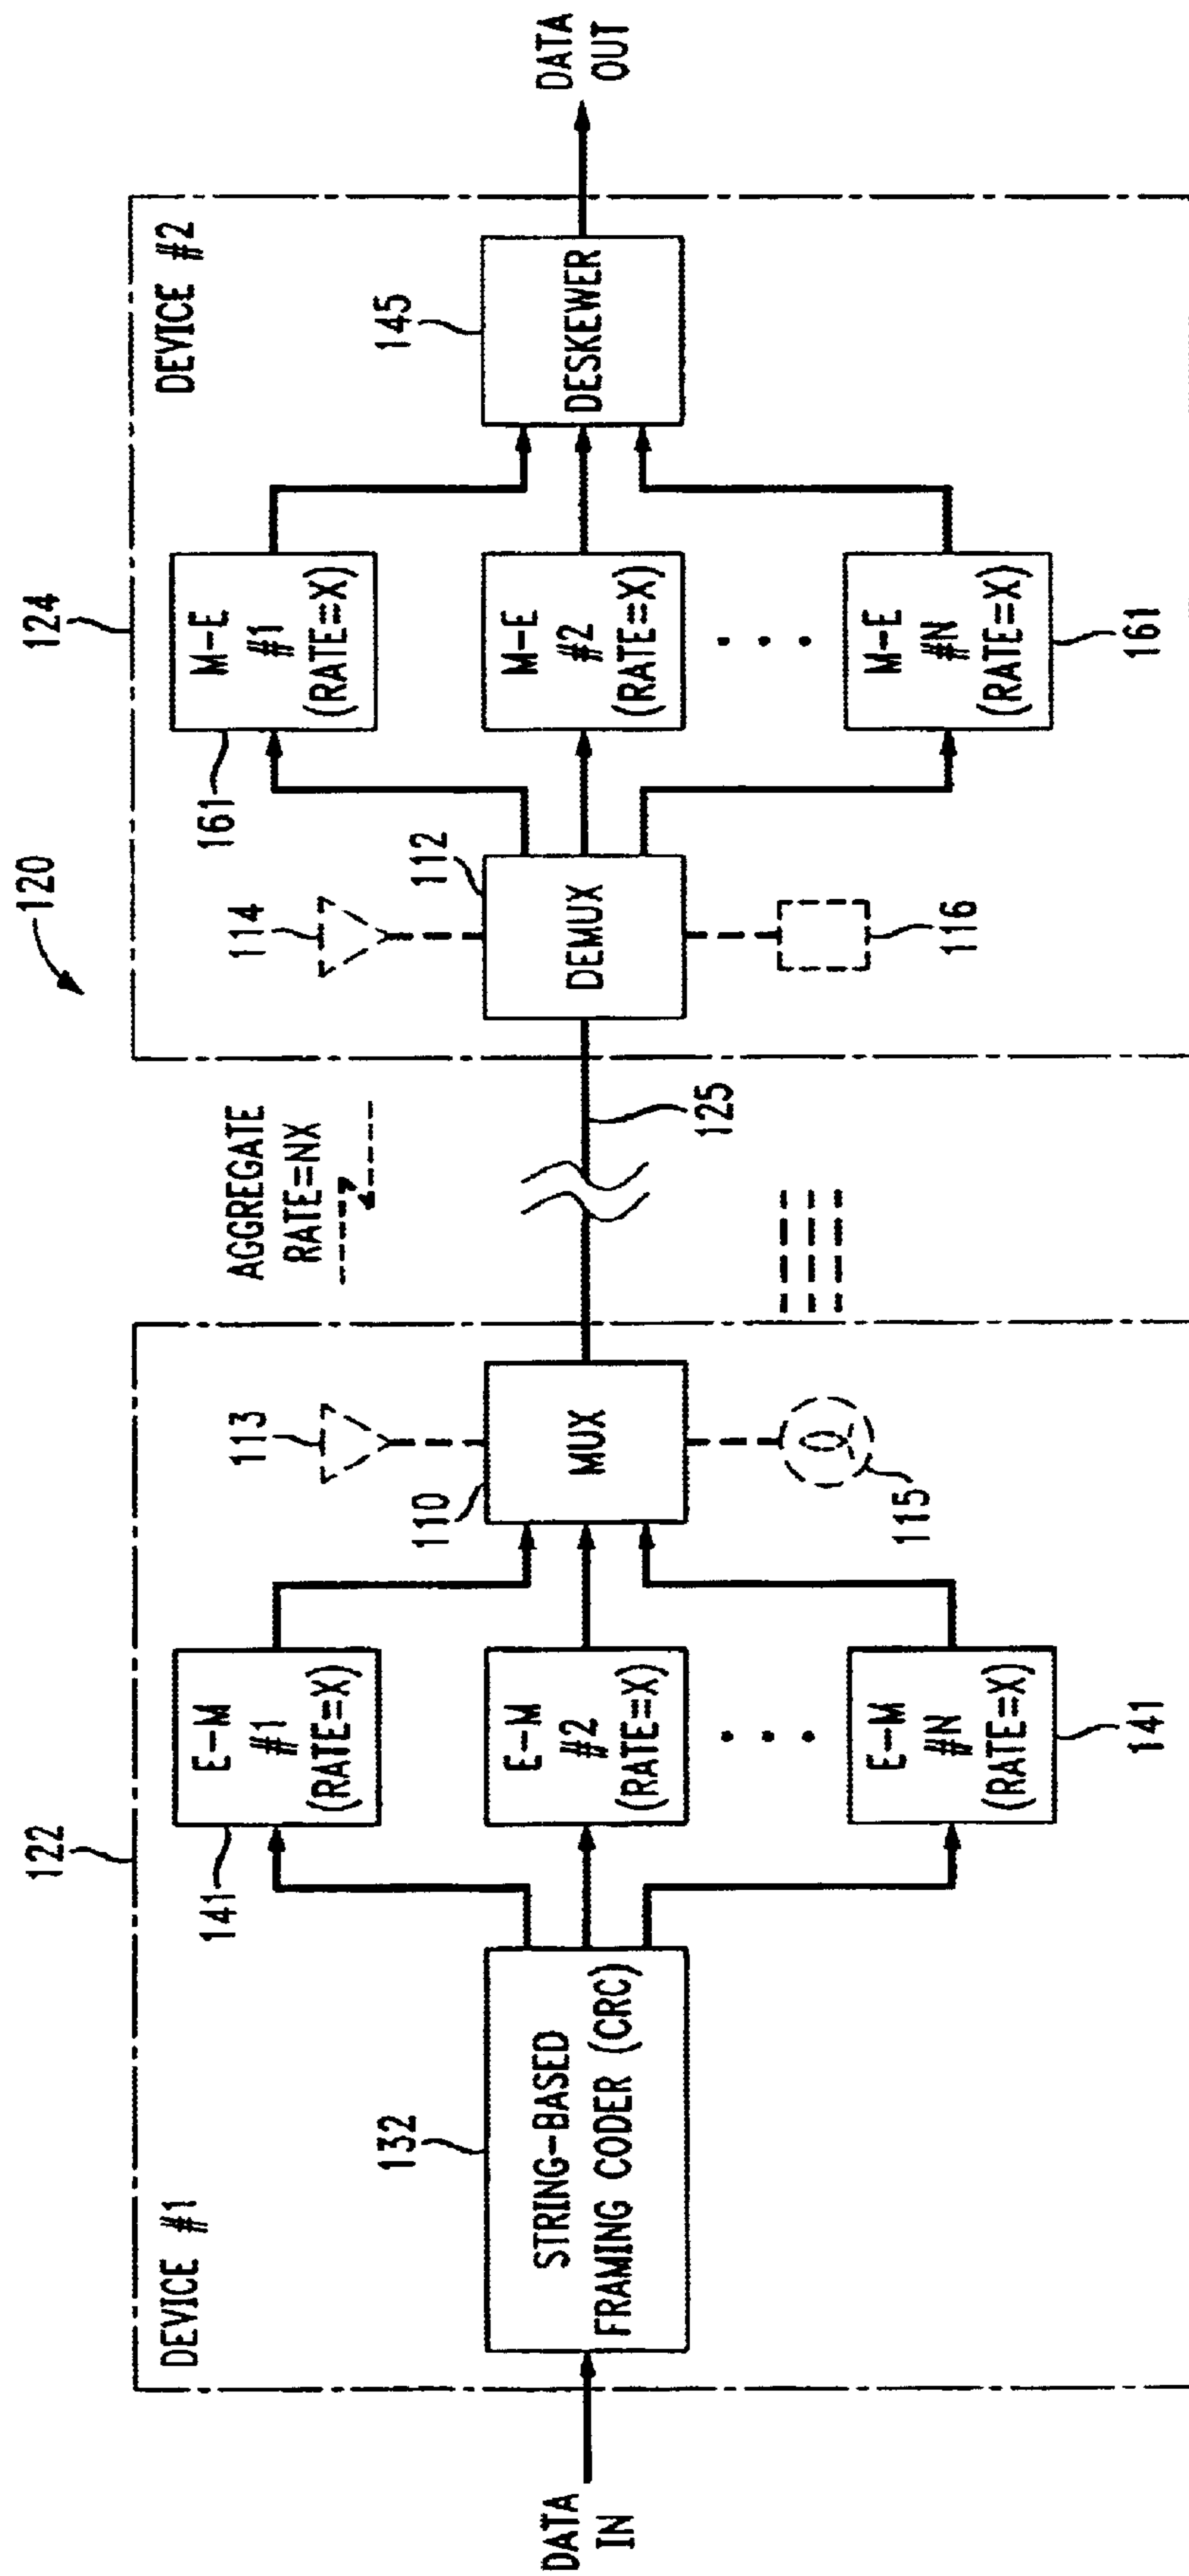 120
122
DEVICE #1
DATA
IN
132
STRING-BASED
FRAMING CODER (CRC)
141
E-M
#1
(RATE=X)
E-M
#2
(RATE=X)
E-M
#N
(RATE=X)
141
110
MUX
113
115
AGGREGATE
RATE=NX
125
124
DEVICE #2
114
112
DEMUX
116
161
M-E
#1
(RATE=X)
M-E
#2
(RATE=X)
M-E
#N
(RATE=X)
161
145
DESKEWER
DATA
OUT